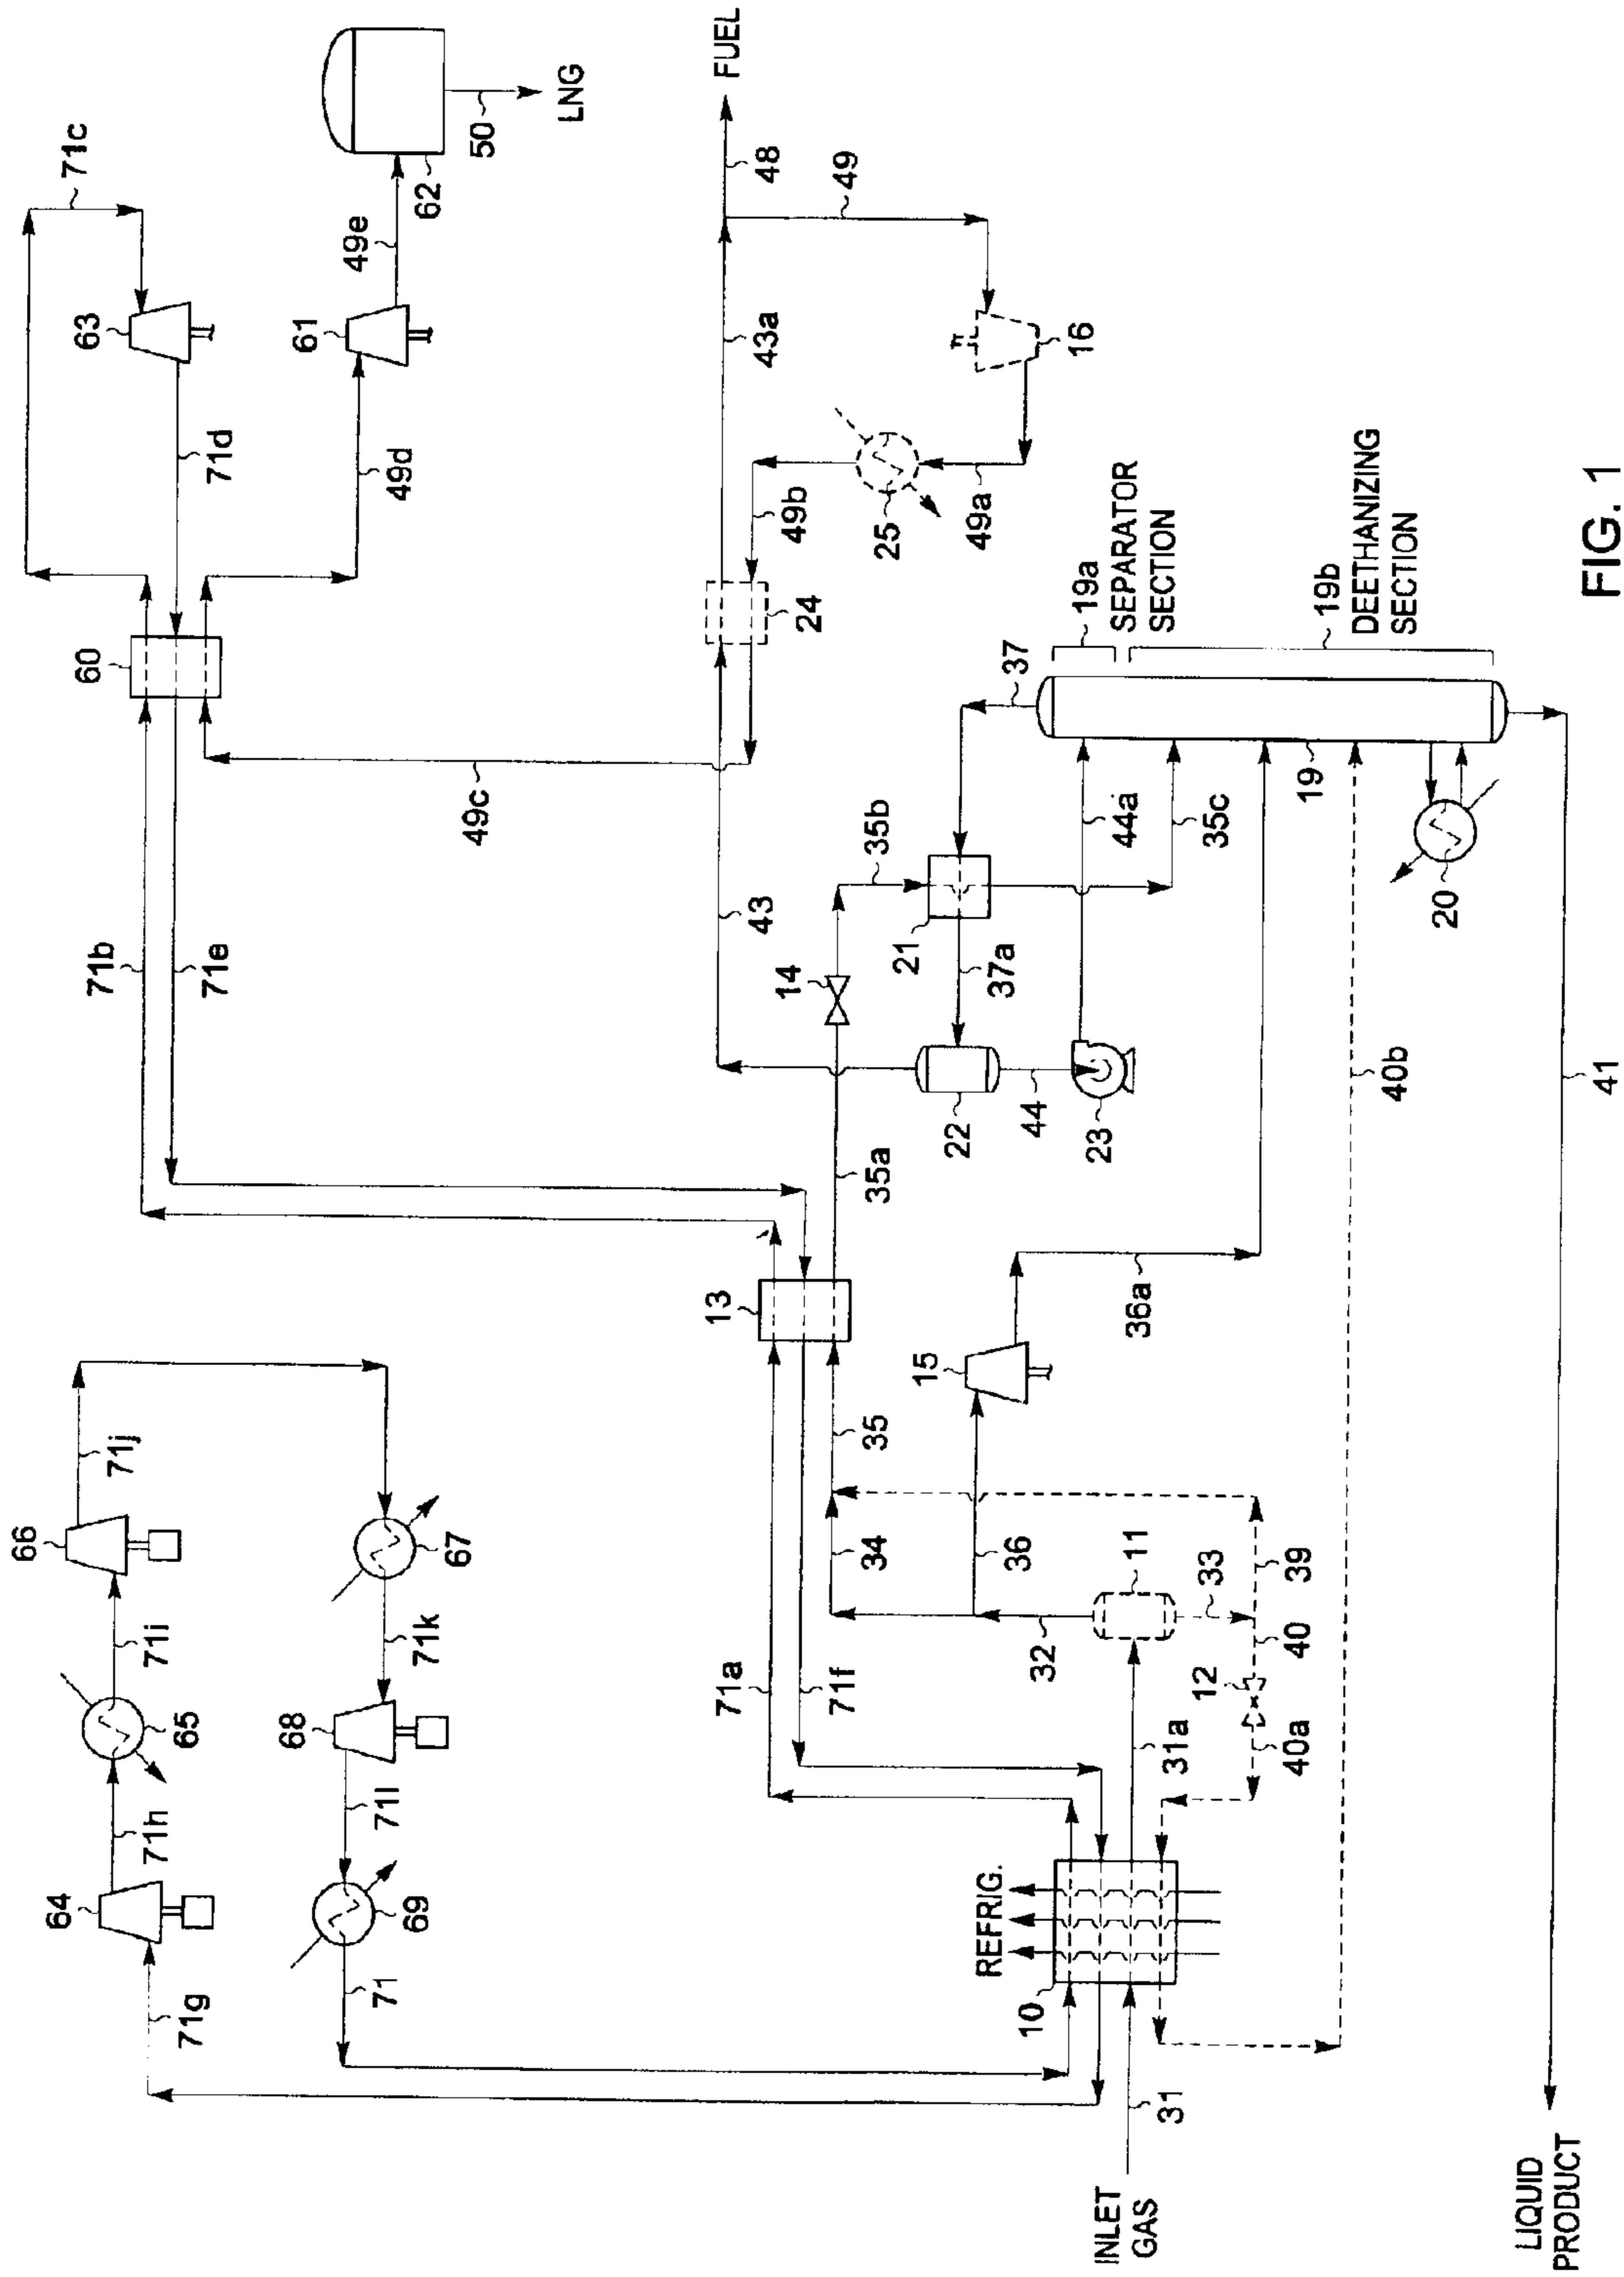 71g
64
71h
65
71i
66
71j
67
71k
68
71l
69
71
71b
71e
60
71c
63
71d
61
49d
49e
62
50
LNG
FUEL
48
49
43a
16
25
49b
49a
24
49c
43
13
71a
71f
35a
14
35b
21
37a
37
22
44
23
44a
35c
19a
SEPARATOR
SECTION
19b
DEETHANIZING
SECTION
19
20
34
35
36
15
36a
11
32
33
39
40
12
40a
31a
REFRIG.
10
31
INLET
GAS
40b
41
LIQUID
PRODUCT
FIG. 1